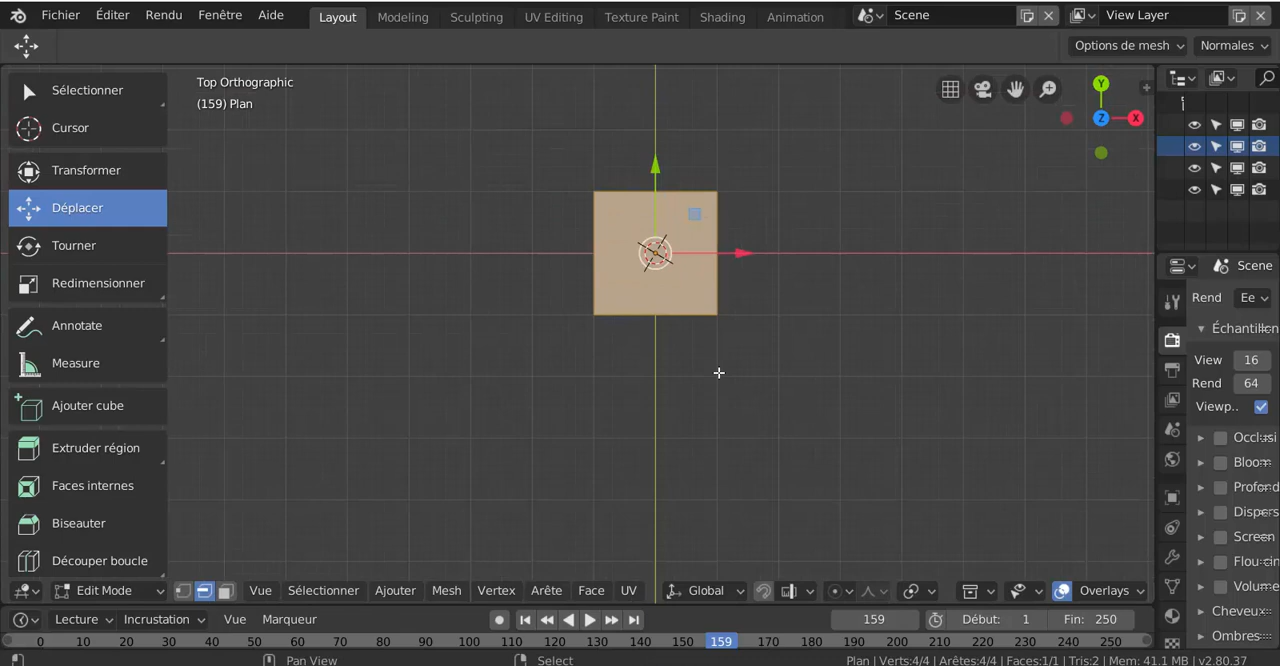 Fichier Éditer Rendu Fenêtre Aide Layout Modeling Sculpting UV Editing Texture Paint Shading Animation Scene View Layer
Options de mesh Normales
Top Orthographic
(159) Plan
Y
Z
X
Sélectionner
Cursor
Transformer
Déplacer
Tourner
Redimensionner
Annotate
Measure
Ajouter cube
Extruder région
Faces internes
Biseauter
Découper boucle
Scene
Rend Ee
Échantillon
View 16
Rend 64
Viewp..
Occlusi
Bloom
Profond
Dispers
Screen
Volume
Cheveux
Ombres
Edit Mode Vue Sélectionner Ajouter Mesh Vertex Arête Face UV Global Overlays
Lecture Incrustation Vue Marqueur 159 Début: 1 Fin: 250
0 10 20 30 40 50 60 70 80 90 100 110 120 130 140 150 159 170 180 190 200 210 220 230 240 250
Pan View Select Plan | Verts:4/4 | Arêtes:4/4 | Faces:1/1 | Tris:2 | Mem: 41.1 MB | v2.80.37